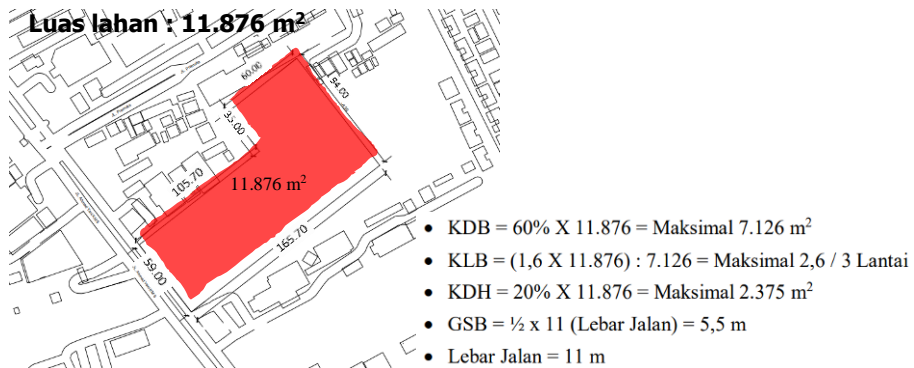 Luas lahan : 11.876 m²
60.00
54.00
35.00
105.70
11.876 m²
165.70
59.00
• KDB = 60% X 11.876 = Maksimal 7.126 m²
• KLB = (1,6 X 11.876) : 7.126 = Maksimal 2,6 / 3 Lantai
• KDH = 20% X 11.876 = Maksimal 2.375 m²
• GSB = ½ x 11 (Lebar Jalan) = 5,5 m
• Lebar Jalan = 11 m